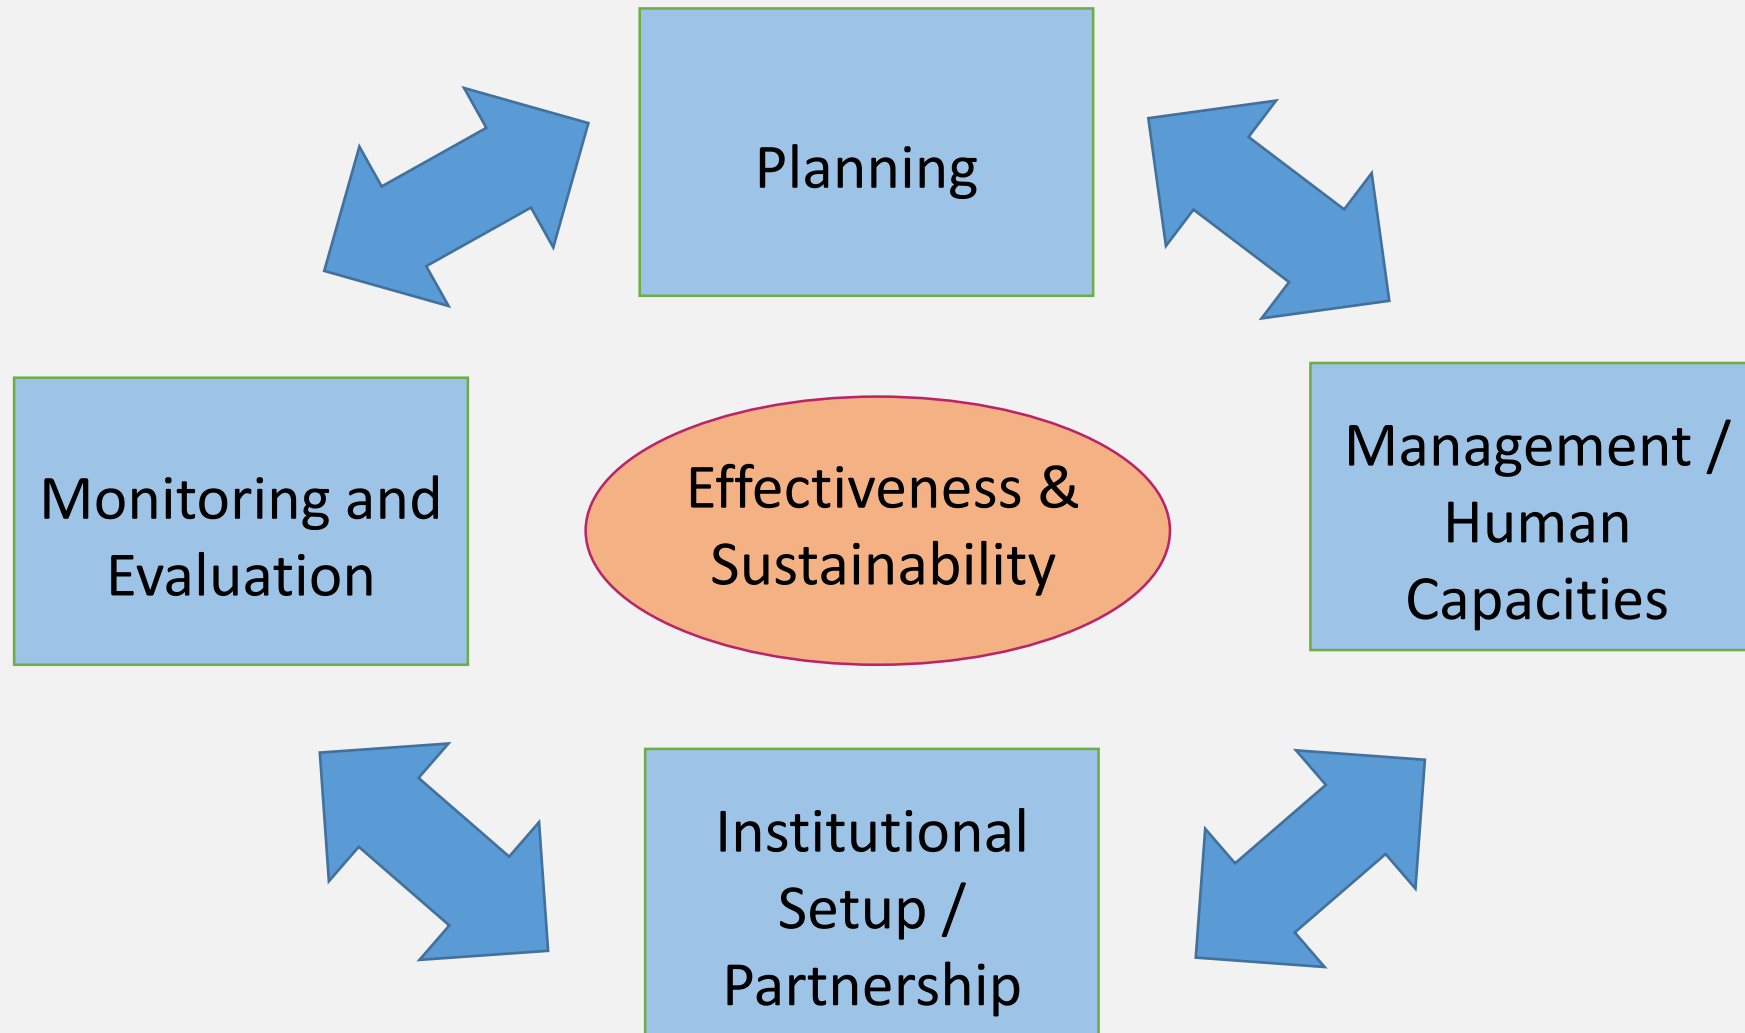 Planning
Monitoring and
Evaluation
Effectiveness &
Sustainability
Management /
Human
Capacities
Institutional
Setup /
Partnership